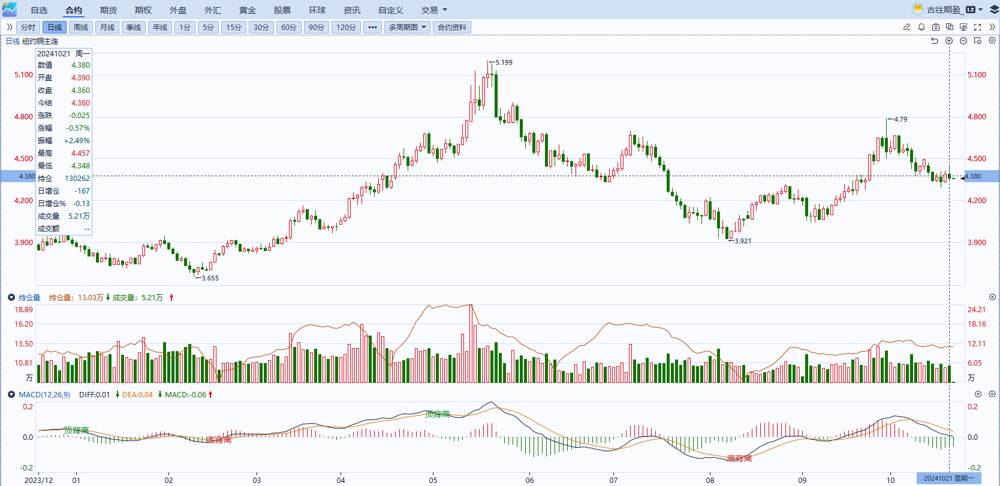 自选 合约 期货 期权 外盘 外汇 黄金 股票 环球 资讯 自定义 交易 古往期盈_ L2
分时 日线 周线 月线 季线 年线 1分 5分 15分 30分 60分 90分 120分 ••• 多周期图 合约资料
日线 纽约铜主连
20241021 周一
数值 4.380
开盘 4.390
收盘 4.360
今结 4.360
涨跌 -0.025
涨幅 -0.57%
振幅 +2.49%
最高 4.457
最低 4.348
持仓 130262
日增仓 -167
日增仓% -0.13
成交量 5.21万
成交额 --
5.100
4.800
4.500
4.380
4.200
3.900
←5.199
←4.79
←3.921
←3.655
5.100
4.800
4.500
4.380
4.200
3.900
持仓量 持仓量：13.03万↓ 成交量：5.21万 ↑
18.89
16.20
13.50
10.81
万
24.21
18.16
12.11
6.05
万
MACD(12,26,9) DIFF:0.01 ↓ DEA:0.04 ↓ MACD:-0.06 ↑
0.2
0.0
-0.2
顶背离
底背离
顶背离
底背离
0.2
0.0
-0.2
2023/12 01 02 03 04 05 06 07 08 09 10 20241021 星期一